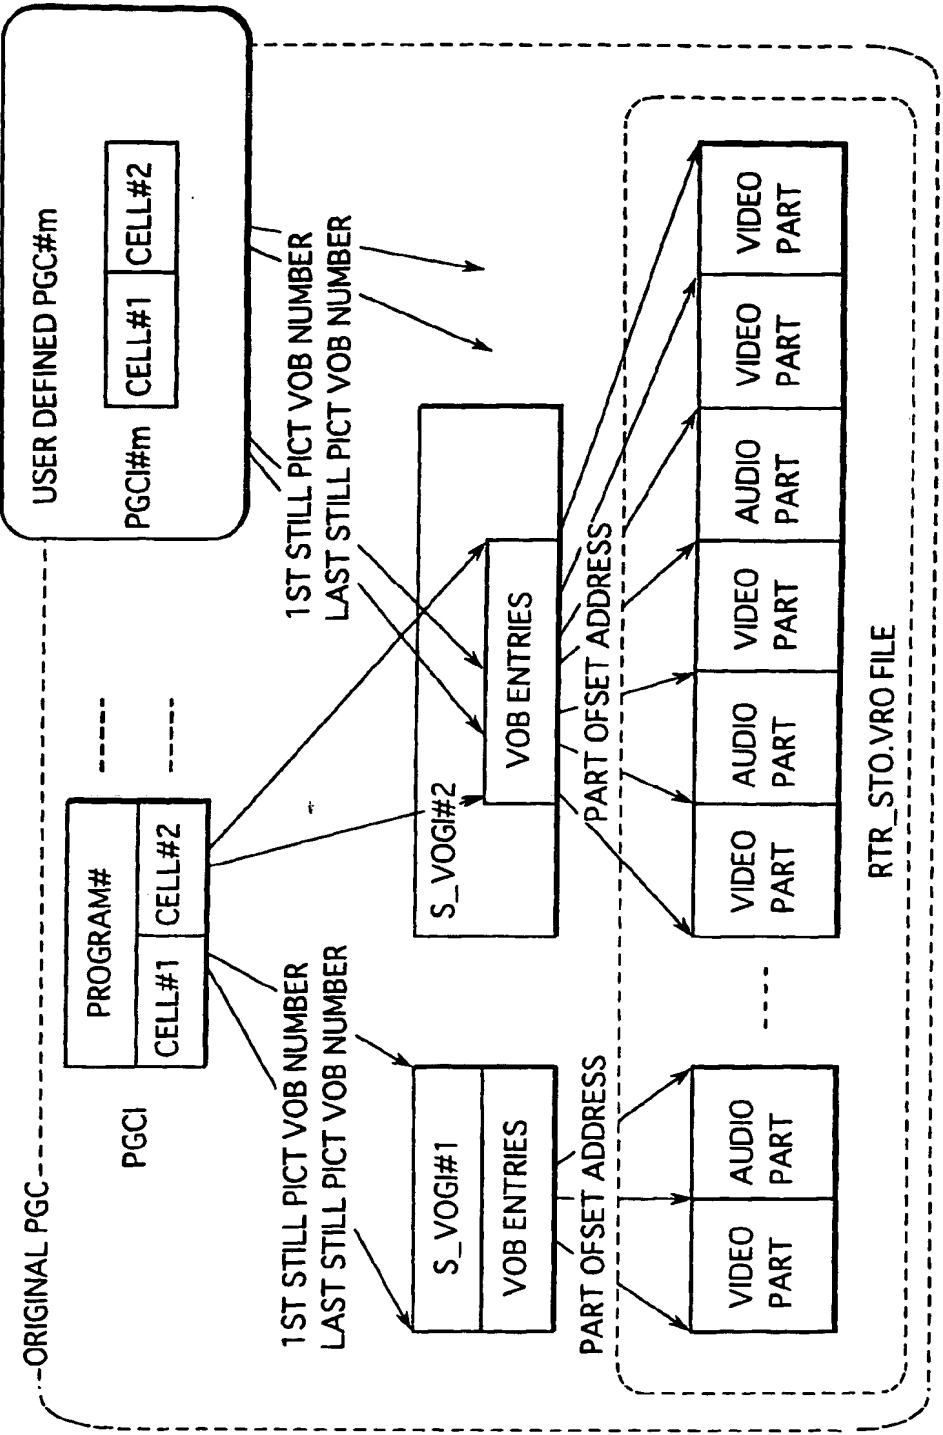 ORIGINAL PGC
PGCI
PROGRAM#
CELL#1
CELL#2
USER DEFINED PGC#m
PGCI#m
CELL#1
CELL#2
1ST STILL PICT VOB NUMBER
LAST STILL PICT VOB NUMBER
1ST STILL PICT VOB NUMBER
LAST STILL PICT VOB NUMBER
S_VOGI#1
VOB ENTRIES
S_VOGI#2
VOB ENTRIES
PART OFSET ADDRESS
PART OFSET ADDRESS
VIDEO
PART
AUDIO
PART
VIDEO
PART
AUDIO
PART
VIDEO
PART
AUDIO
PART
VIDEO
PART
VIDEO
PART
RTR_STO.VRO FILE